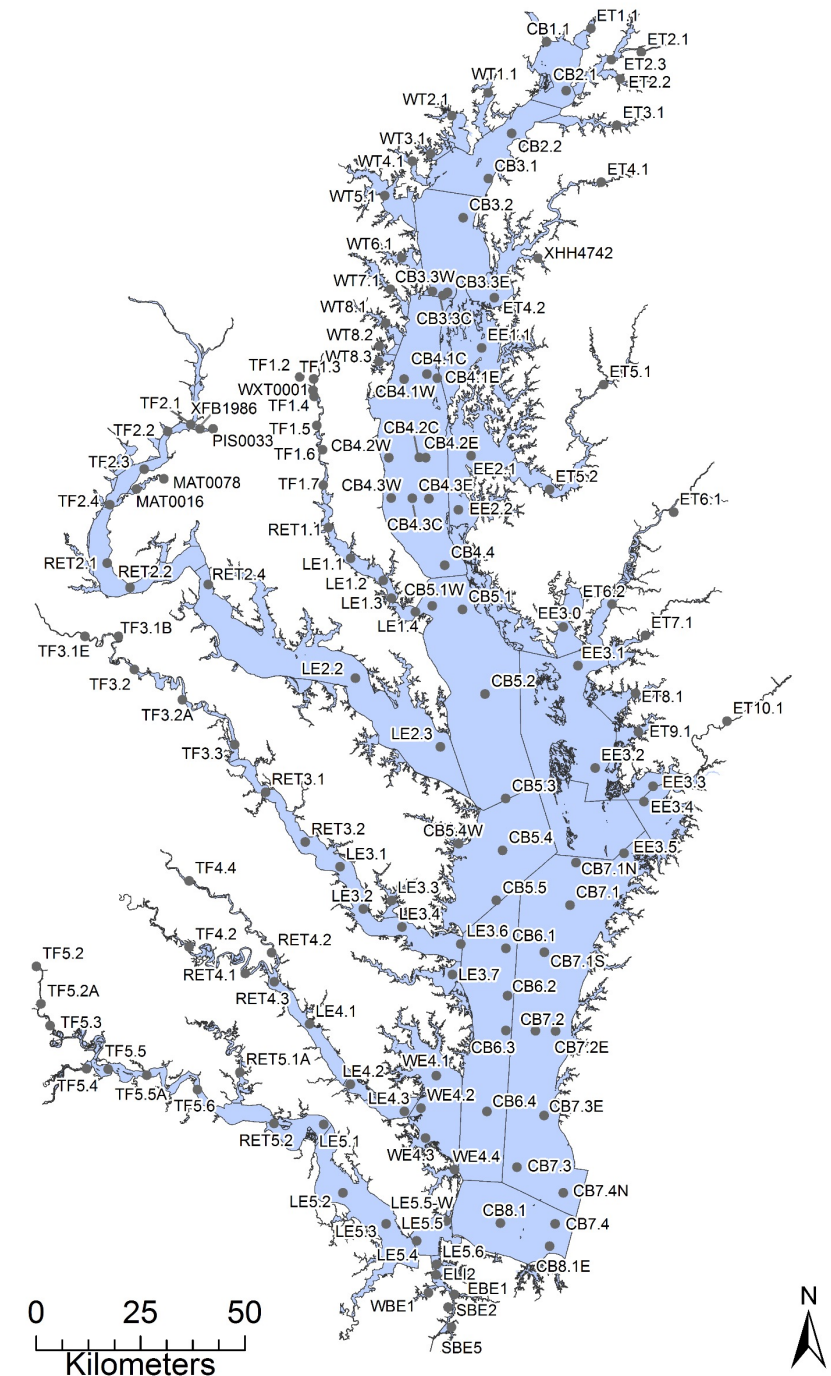 ET1.1
CB1.1
ET2.1
ET2.3
WT1.1
CB2.1
ET2.2
WT2.1
ET3.1
CB2.2
WT3.1
WT4.1
CB3.1
ET4.1
WT5.1
CB3.2
WT6.1
XHH4742
WT7.1
CB3.3W
CB3.3E
WT8.1
CB3.3C
ET4.2
WT8.2
EE1.1
WT8.3
CB4.1C
TF1.2
TF1.3
ET5.1
CB4.1E
WXT0001
CB4.1W
TF1.4
TF2.1
XFB1986
TF2.2
PIS0033
TF1.5
CB4.2C
TF1.6
CB4.2W
CB4.2E
TF2.3
EE2.1
ET5.2
MAT0078
TF1.7
CB4.3W
CB4.3E
TF2.4
MAT0016
ET6.1
EE2.2
CB4.3C
RET1.1
CB4.4
RET2.1
RET2.2
RET2.4
LE1.1
LE1.2
CB5.1W
CB5.1
ET6.2
LE1.3
EE3.0
LE1.4
TF3.1B
ET7.1
TF3.1E
EE3.1
LE2.2
TF3.2
CB5.2
ET8.1
TF3.2A
ET10.1
LE2.3
ET9.1
TF3.3
EE3.2
RET3.1
CB5.3
EE3.3
EE3.4
RET3.2
CB5.4W
CB5.4
EE3.5
LE3.1
CB7.1N
TF4.4
LE3.3
CB7.1
LE3.2
CB5.5
LE3.4
TF4.2
RET4.2
LE3.6
CB6.1
TF5.2
CB7.1S
RET4.1
LE3.7
RET4.3
CB6.2
TF5.2A
LE4.1
TF5.3
CB7.2
CB6.3
CB7.2E
TF5.5
RET5.1A
WE4.1
TF5.4
LE4.2
TF5.5A
WE4.2
TF5.6
LE4.3
CB6.4
CB7.3E
RET5.2
LE5.1
WE4.3
WE4.4
CB7.3
CB7.4N
LE5.2
LE5.5-W
CB8.1
CB7.4
LE5.3
LE5.5
LE5.4
LE5.6
CB8.1E
ELI2
EBE1
WBE1
SBE2
SBE5
0 25 50
Kilometers
N